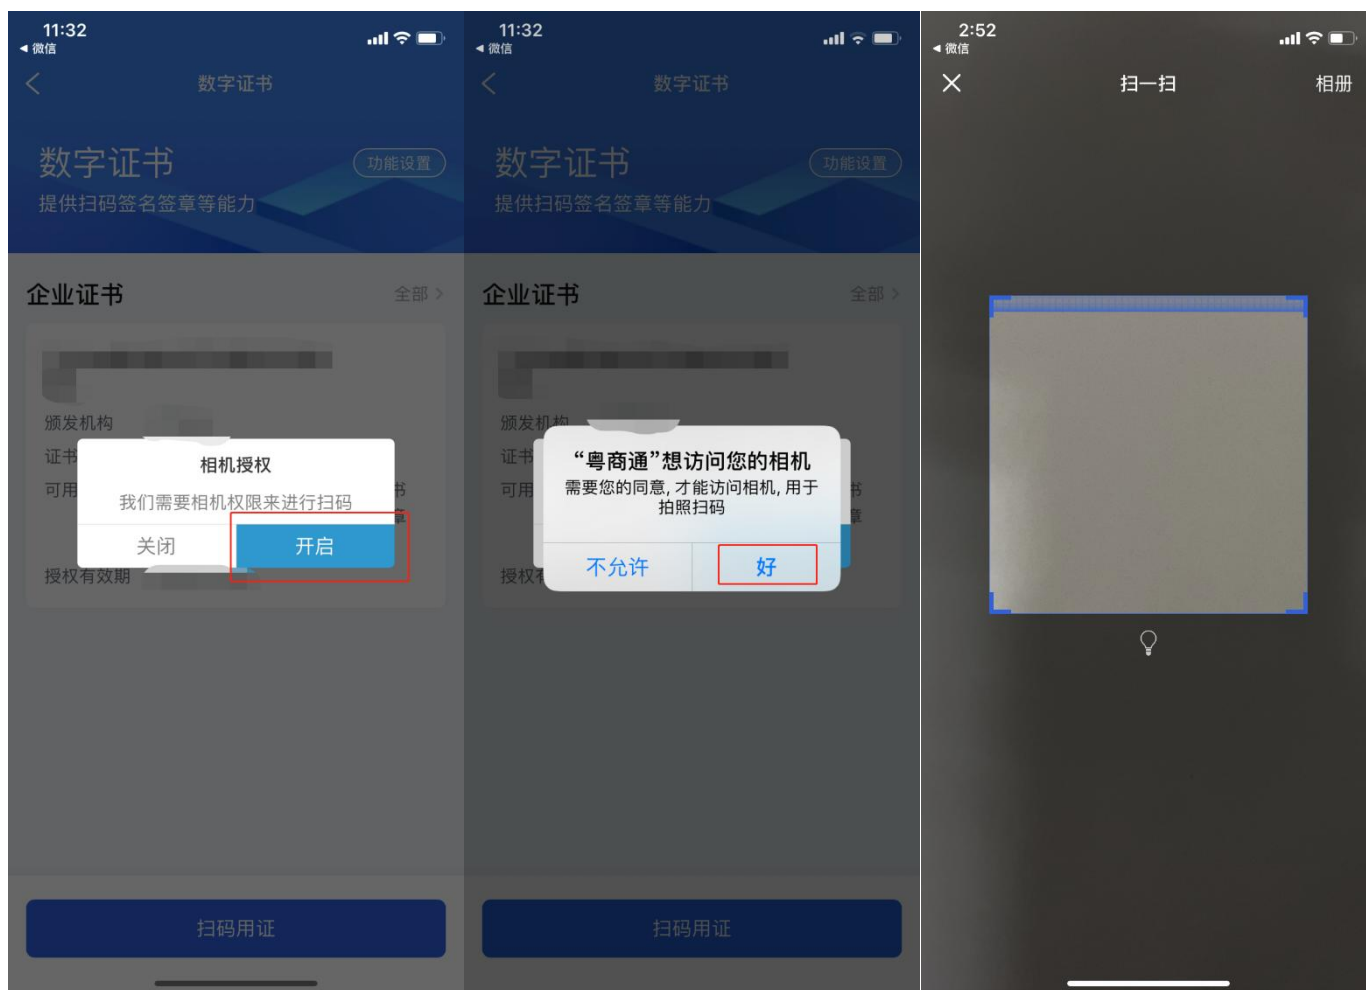 11:32
微信
数字证书
数字证书
功能设置
提供扫码签名签章等能力
企业证书
全部
颁发机构
证书
可用
书
章
相机授权
我们需要相机权限来进行扫码
关闭
开启
授权有效期
扫码用证
11:32
微信
数字证书
数字证书
功能设置
提供扫码签名签章等能力
企业证书
全部
颁发机构
证书
可用
书
章
“粤商通”想访问您的相机
需要您的同意, 才能访问相机, 用于
拍照扫码
不允许
好
授权
扫码用证
2:52
微信
扫一扫
相册